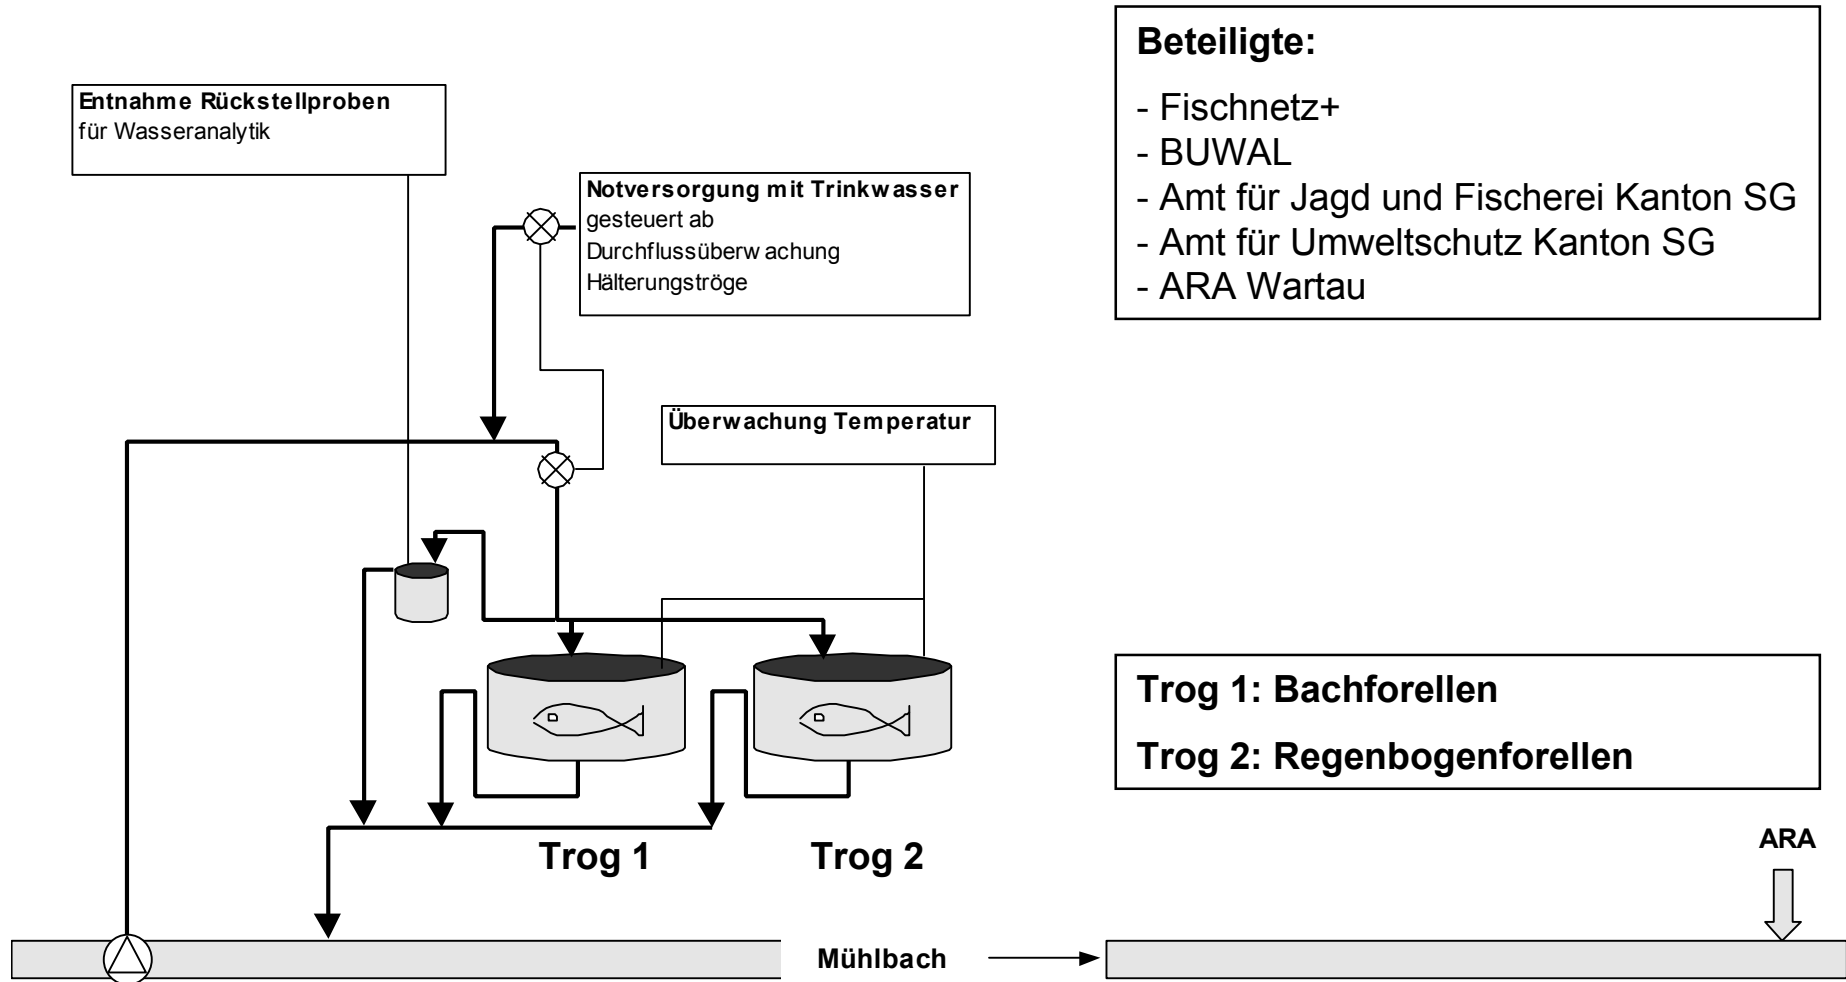 Beteiligte:
- Fischnetz+
- BUWAL
- Amt für Jagd und Fischerei Kanton SG
- Amt für Umweltschutz Kanton SG
- ARA Wartau
Entnahme Rückstellproben
für Wasseranalytik
Notversorgung mit Trinkwasser
gesteuert ab
Durchflussüberwachung
Hälterungströge
Überwachung Temperatur
Trog 1: Bachforellen
Trog 2: Regenbogenforellen
Trog 1
Trog 2
ARA
Mühlbach